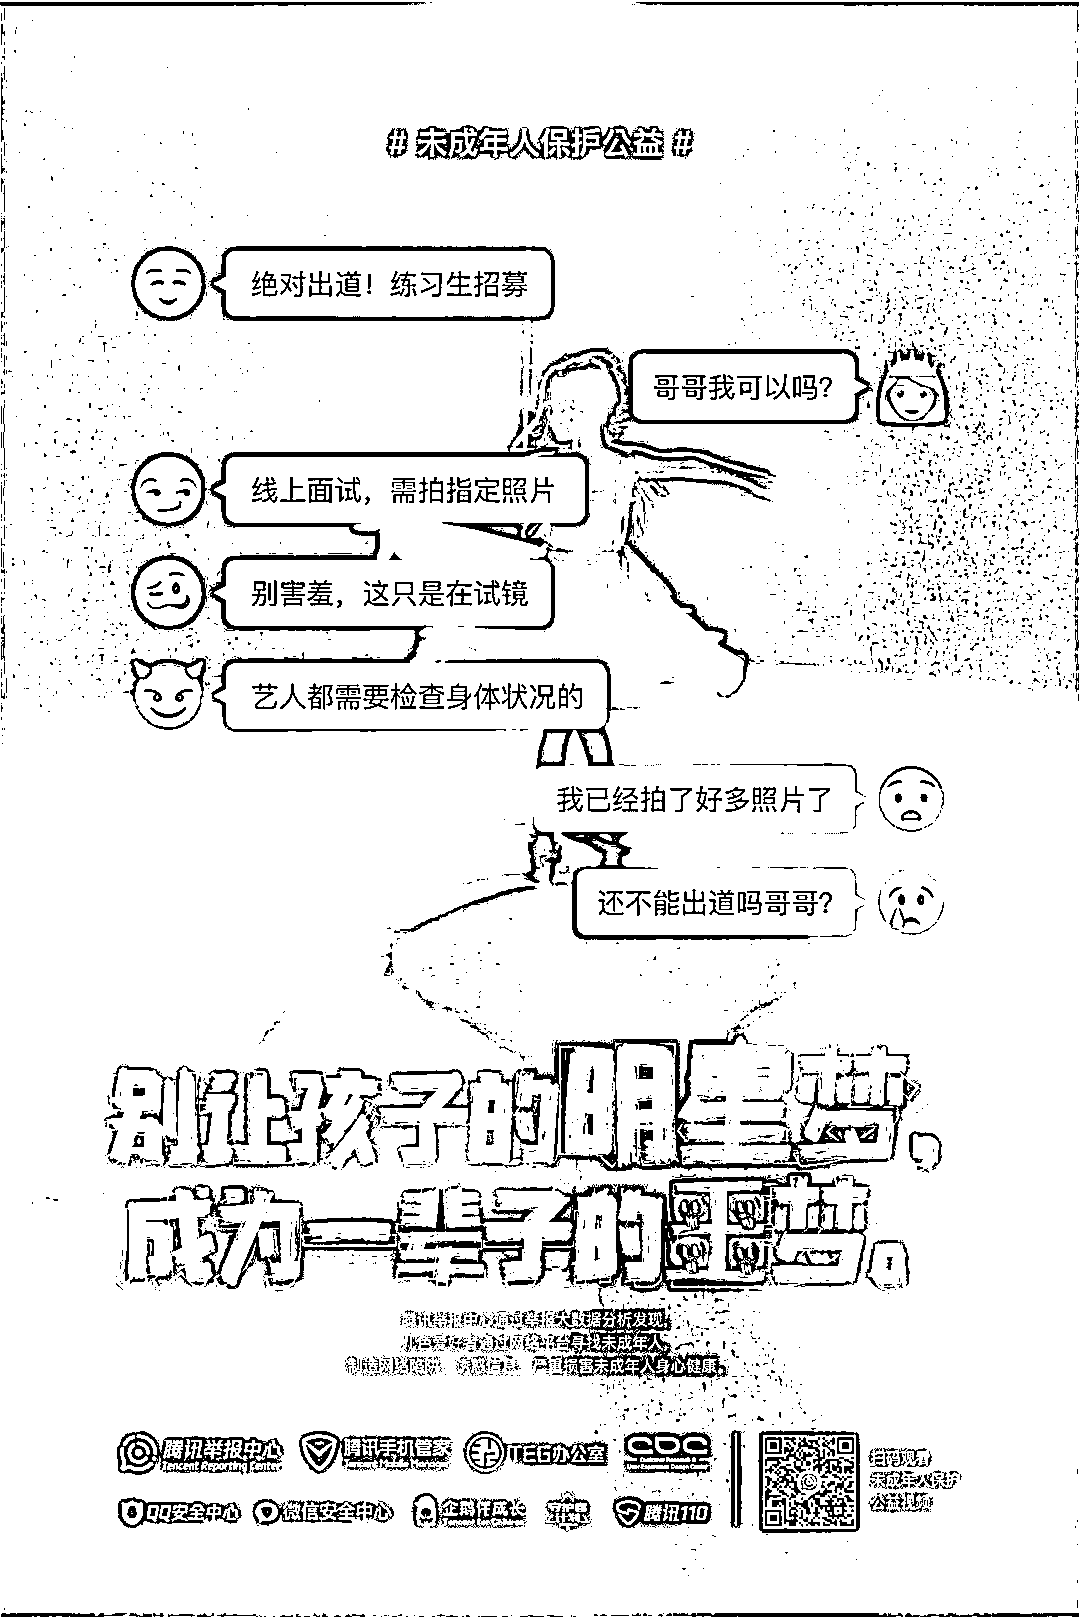 # 未成年人保护公益 #
绝对出道！练习生招募
哥哥我可以吗？
线上面试，需拍指定照片
别害羞，这只是在试镜
艺人都需要检查身体状况的
我已经拍了好多照片了
还不能出道吗哥哥？
别让孩子的明星梦，
成为一辈子的噩梦。
腾讯举报中心通过举报大数据分析发现，
通过网络平台寻找未成年人，
严重损害未成年人身心健康。
腾讯举报中心
Tencent Reporting Center
腾讯手机管家
TEG办公室
CDC
QQ安全中心
微信安全中心
企鹅伴成长
腾讯110
扫码观看
未成年人保护
公益视频